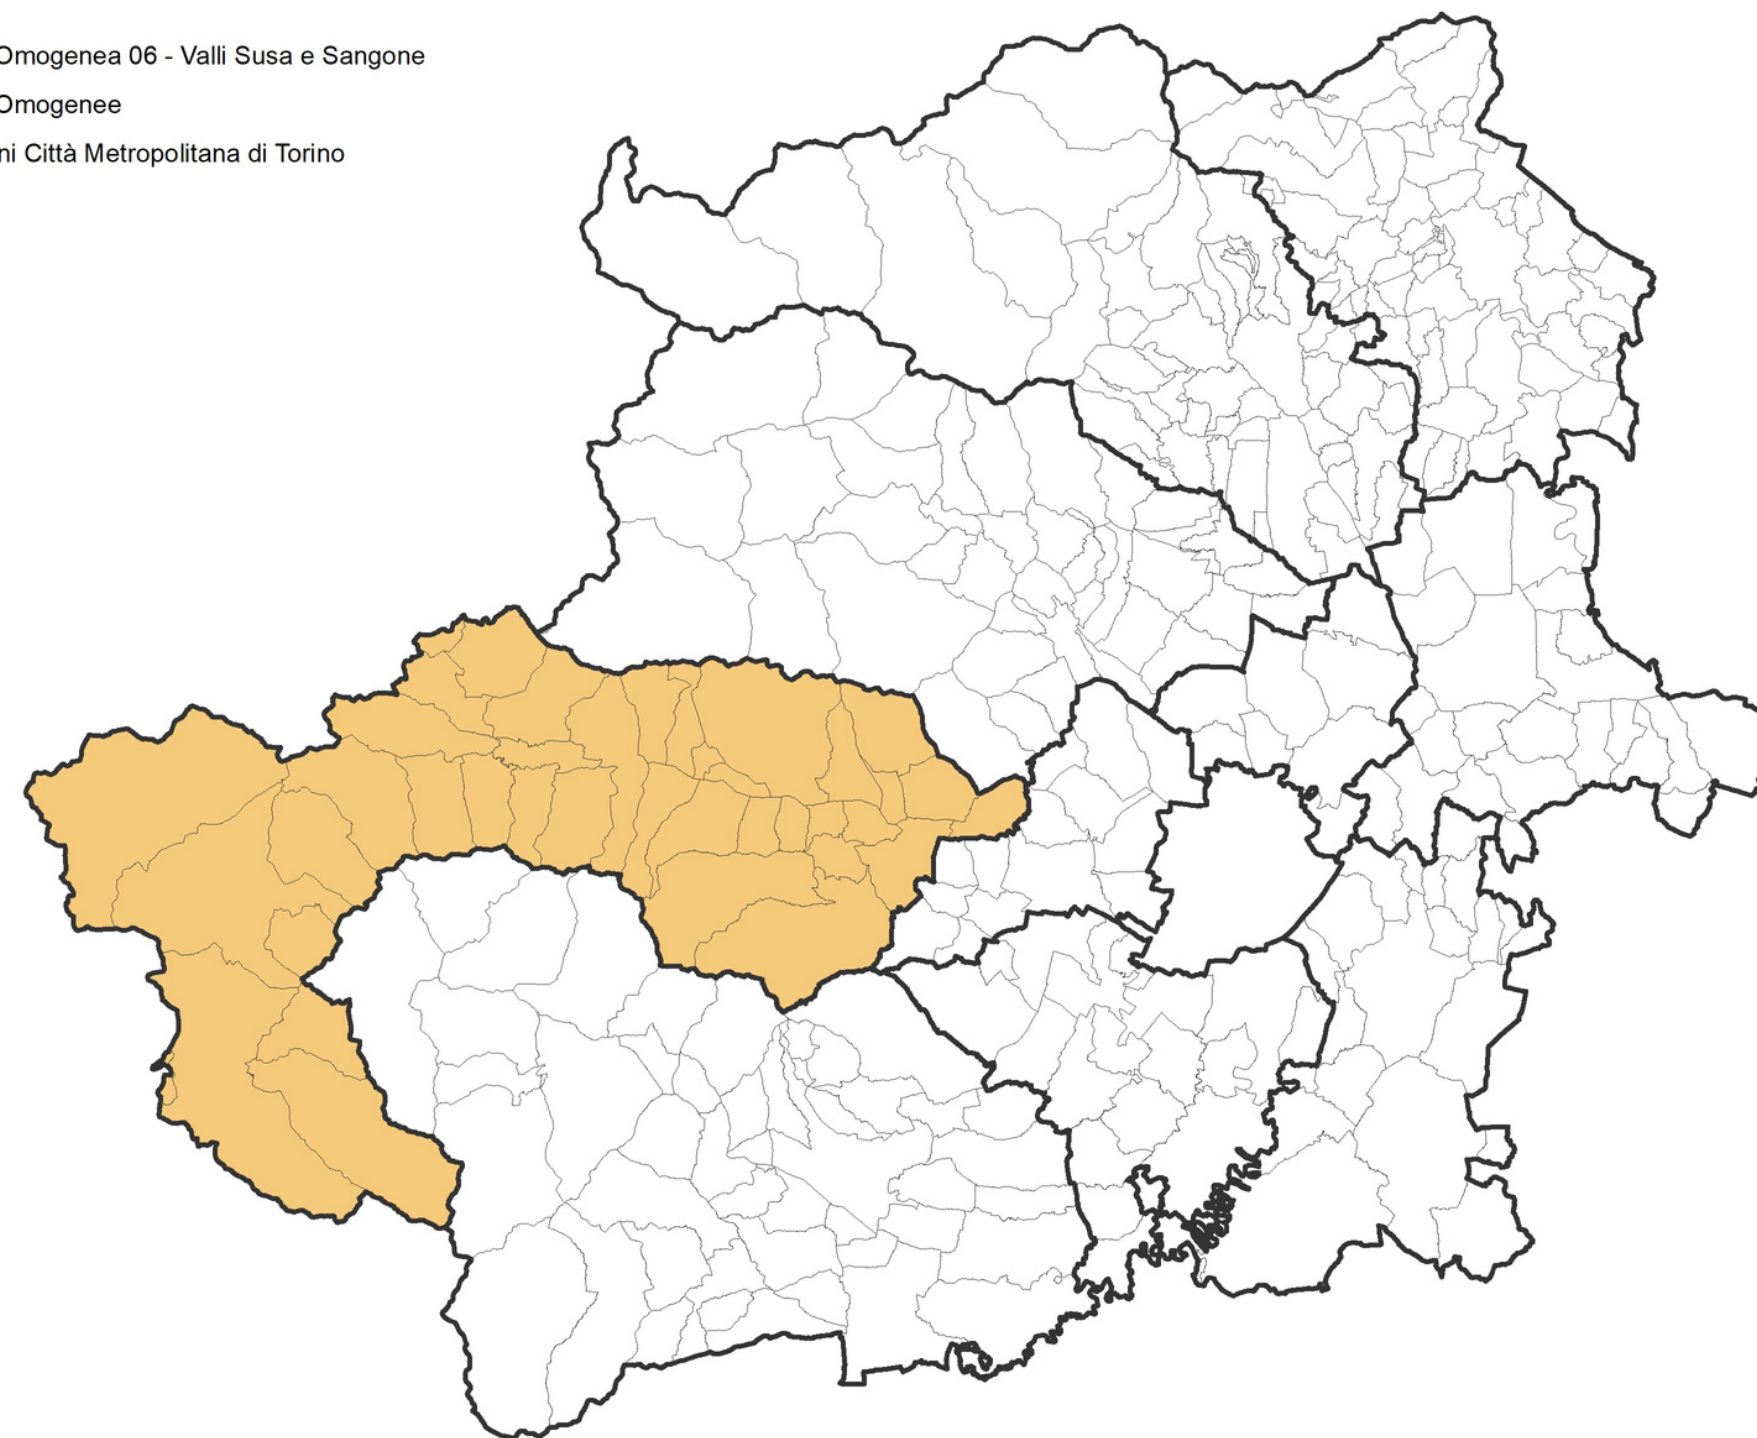 Omogenea 06 - Valli Susa e Sangone
Omogenee
ni Città Metropolitana di Torino